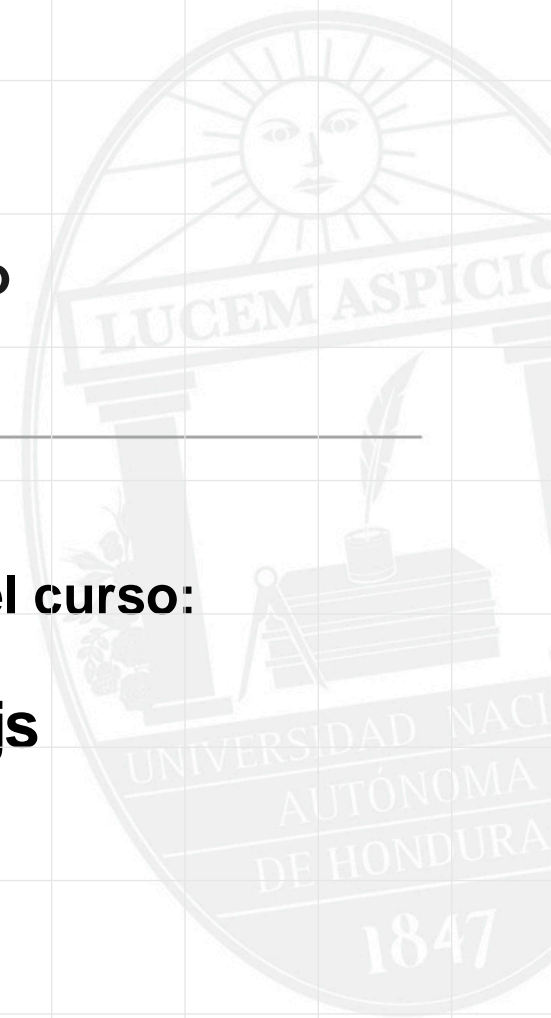 o
LUCEM ASPICIO
el curso:
js
UNIVERSIDAD NACI
AUTÓNOMA
DE HONDURA
1847